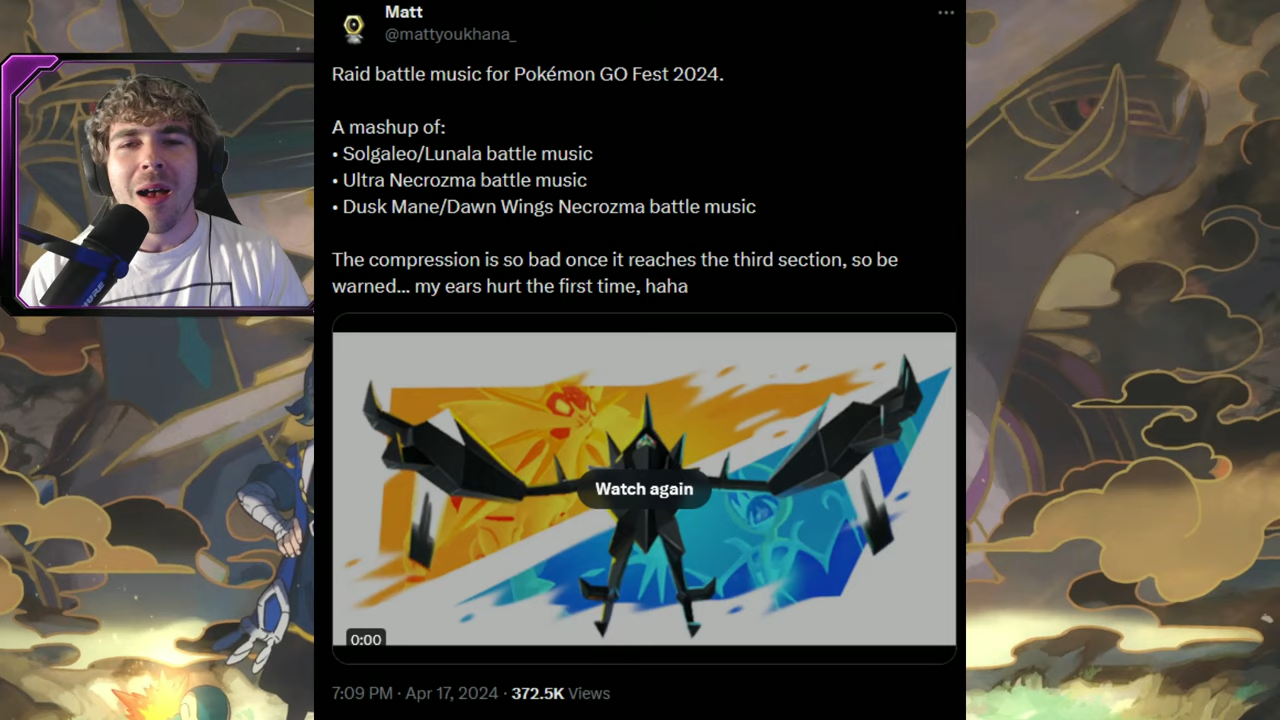 Matt
@mattyoukhana_
Raid battle music for Pokémon GO Fest 2024.
A mashup of:
• Solgaleo/Lunala battle music
• Ultra Necrozma battle music
• Dusk Mane/Dawn Wings Necrozma battle music
The compression is so bad once it reaches the third section, so be
warned... my ears hurt the first time, haha
Watch again
0:00
7:09 PM · Apr 17, 2024 · 372.5K Views
SHURE